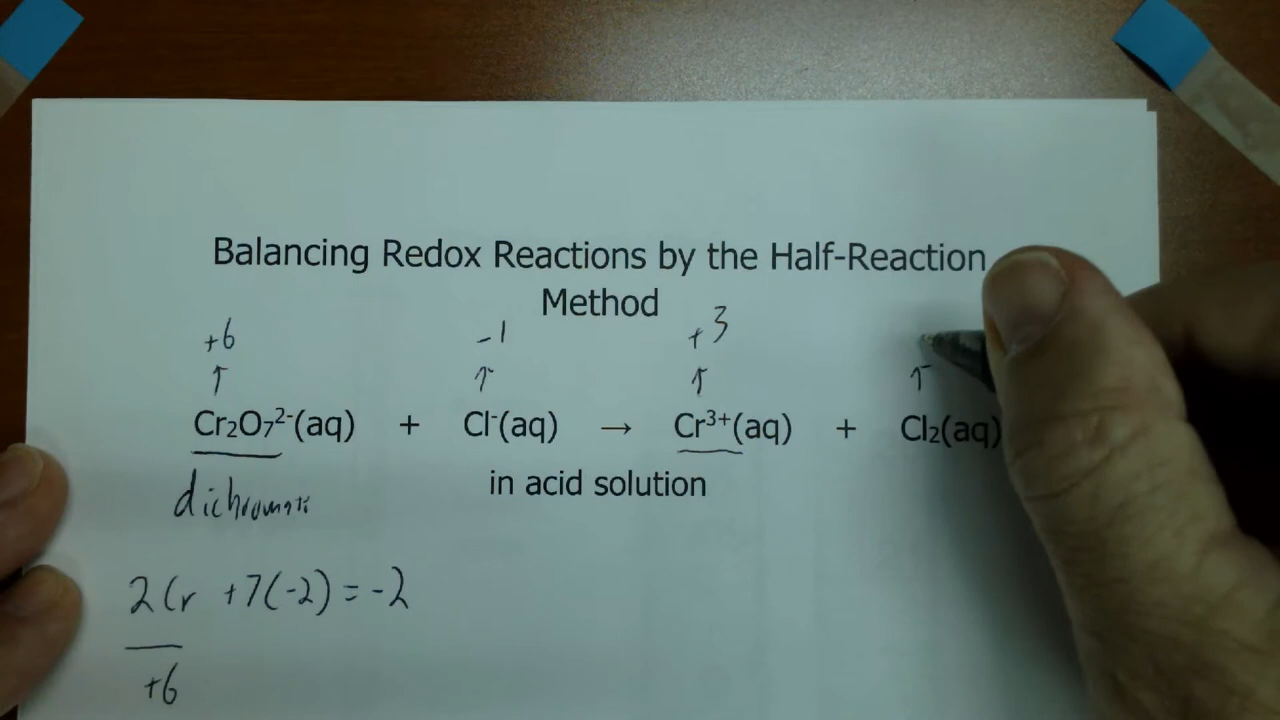 Balancing Redox Reactions by the Half-Reaction
Method
+6 -1 +3
↑ ↑ ↑ ↑
Cr₂O₇²⁻(aq) + Cl⁻(aq) → Cr³⁺(aq) + Cl₂(aq)
in acid solution
2Cr +7(-2) = -2
+6